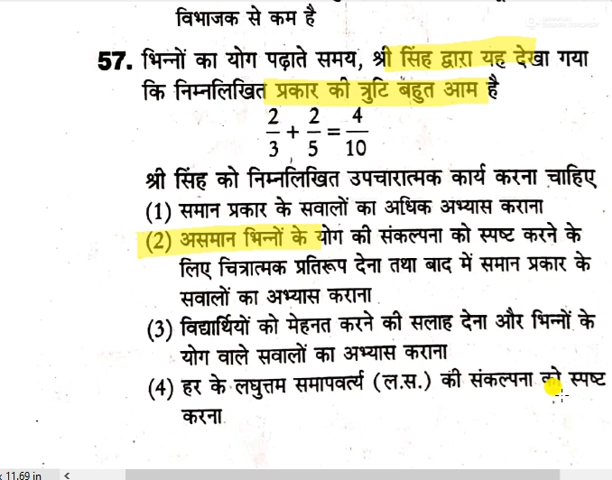 विभाजक से कम है
57. भिन्नों का योग पढ़ाते समय, श्री सिंह द्वारा यह देखा गया
कि निम्नलिखित प्रकार की त्रुटि बहुत आम है
2/3 + 2/5 = 4/10
श्री सिंह को निम्नलिखित उपचारात्मक कार्य करना चाहिए
(1) समान प्रकार के सवालों का अधिक अभ्यास कराना
(2) असमान भिन्नों के योग की संकल्पना को स्पष्ट करने के
लिए चित्रात्मक प्रतिरूप देना तथा बाद में समान प्रकार के
सवालों का अभ्यास कराना
(3) विद्यार्थियों को मेहनत करने की सलाह देना और भिन्नों के
योग वाले सवालों का अभ्यास कराना
(4) हर के लघुत्तम समापवर्त्य (ल.स.) की संकल्पना को स्पष्ट
करना
x 11.69 in <